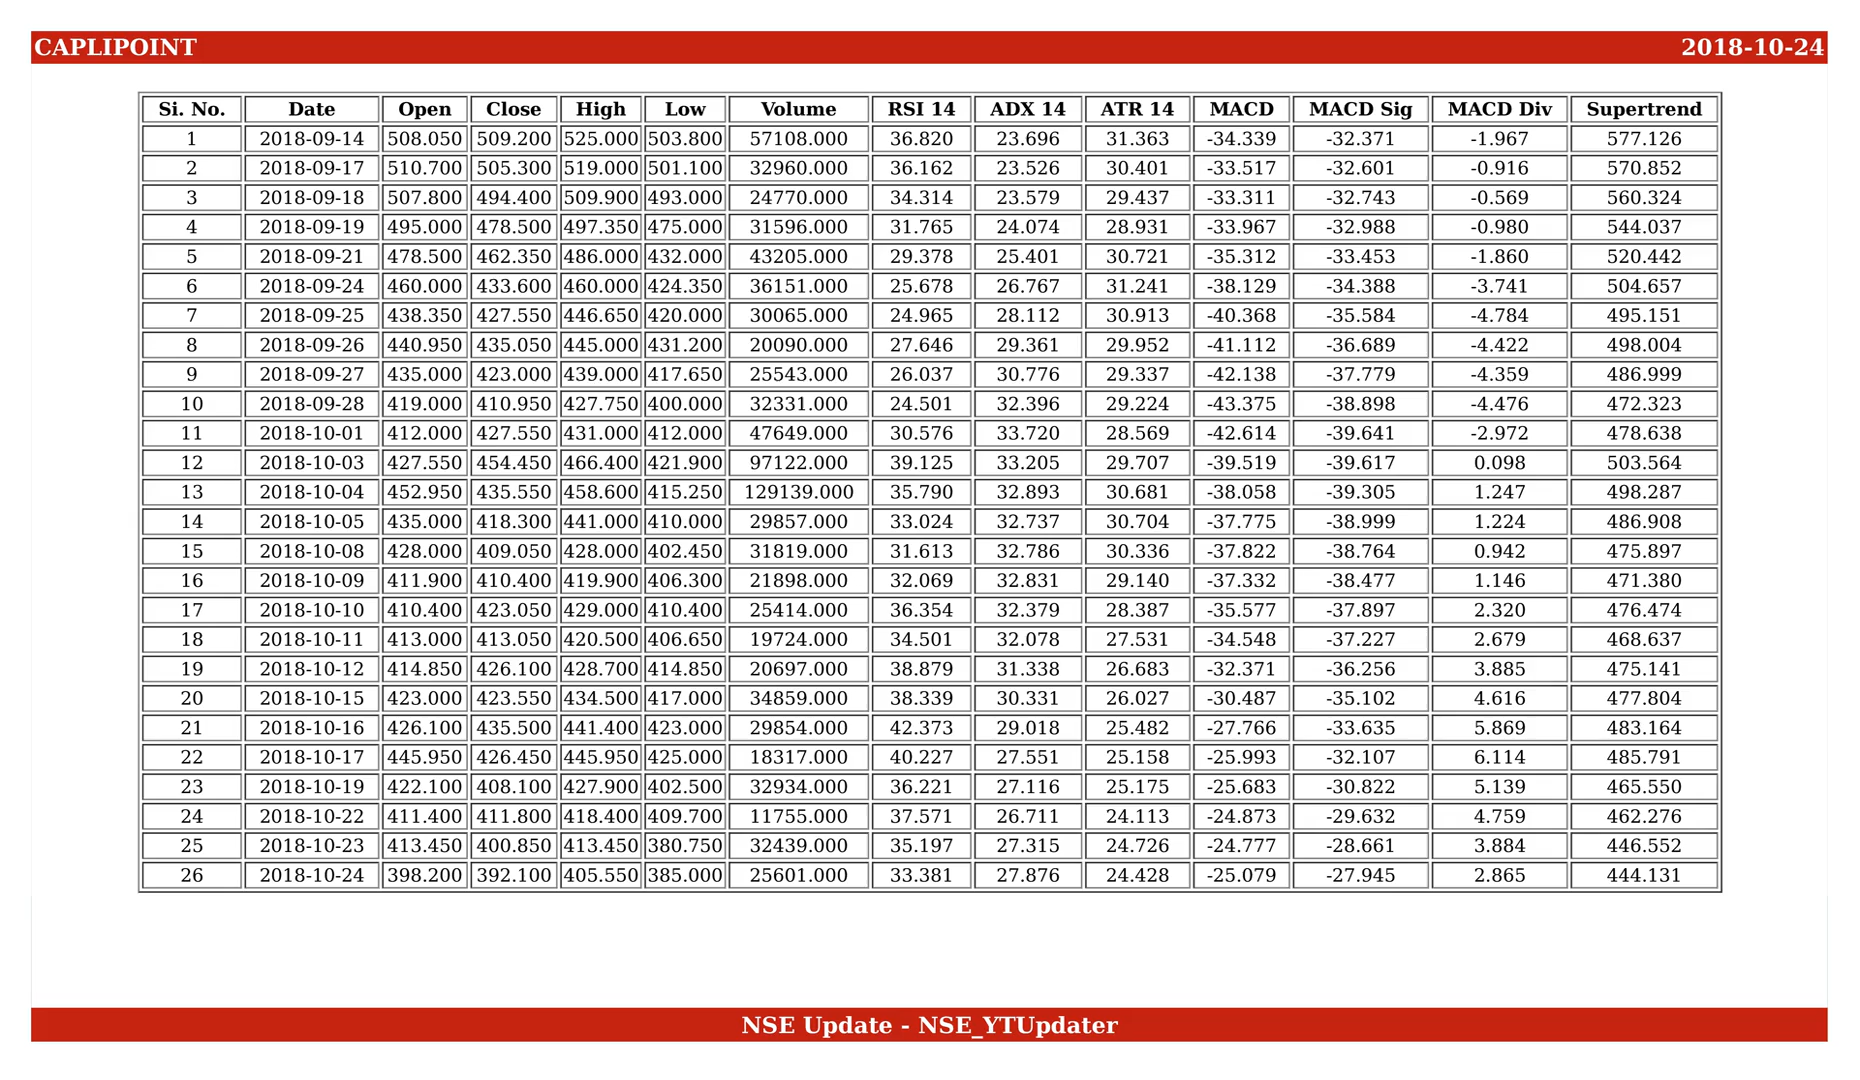 CAPLIPOINT 2018-10-24
Si. No. Date Open Close High Low Volume RSI 14 ADX 14 ATR 14 MACD MACD Sig MACD Div Supertrend
1 2018-09-14 508.050 509.200 525.000 503.800 57108.000 36.820 23.696 31.363 -34.339 -32.371 -1.967 577.126
2 2018-09-17 510.700 505.300 519.000 501.100 32960.000 36.162 23.526 30.401 -33.517 -32.601 -0.916 570.852
3 2018-09-18 507.800 494.400 509.900 493.000 24770.000 34.314 23.579 29.437 -33.311 -32.743 -0.569 560.324
4 2018-09-19 495.000 478.500 497.350 475.000 31596.000 31.765 24.074 28.931 -33.967 -32.988 -0.980 544.037
5 2018-09-21 478.500 462.350 486.000 432.000 43205.000 29.378 25.401 30.721 -35.312 -33.453 -1.860 520.442
6 2018-09-24 460.000 433.600 460.000 424.350 36151.000 25.678 26.767 31.241 -38.129 -34.388 -3.741 504.657
7 2018-09-25 438.350 427.550 446.650 420.000 30065.000 24.965 28.112 30.913 -40.368 -35.584 -4.784 495.151
8 2018-09-26 440.950 435.050 445.000 431.200 20090.000 27.646 29.361 29.952 -41.112 -36.689 -4.422 498.004
9 2018-09-27 435.000 423.000 439.000 417.650 25543.000 26.037 30.776 29.337 -42.138 -37.779 -4.359 486.999
10 2018-09-28 419.000 410.950 427.750 400.000 32331.000 24.501 32.396 29.224 -43.375 -38.898 -4.476 472.323
11 2018-10-01 412.000 427.550 431.000 412.000 47649.000 30.576 33.720 28.569 -42.614 -39.641 -2.972 478.638
12 2018-10-03 427.550 454.450 466.400 421.900 97122.000 39.125 33.205 29.707 -39.519 -39.617 0.098 503.564
13 2018-10-04 452.950 435.550 458.600 415.250 129139.000 35.790 32.893 30.681 -38.058 -39.305 1.247 498.287
14 2018-10-05 435.000 418.300 441.000 410.000 29857.000 33.024 32.737 30.704 -37.775 -38.999 1.224 486.908
15 2018-10-08 428.000 409.050 428.000 402.450 31819.000 31.613 32.786 30.336 -37.822 -38.764 0.942 475.897
16 2018-10-09 411.900 410.400 419.900 406.300 21898.000 32.069 32.831 29.140 -37.332 -38.477 1.146 471.380
17 2018-10-10 410.400 423.050 429.000 410.400 25414.000 36.354 32.379 28.387 -35.577 -37.897 2.320 476.474
18 2018-10-11 413.000 413.050 420.500 406.650 19724.000 34.501 32.078 27.531 -34.548 -37.227 2.679 468.637
19 2018-10-12 414.850 426.100 428.700 414.850 20697.000 38.879 31.338 26.683 -32.371 -36.256 3.885 475.141
20 2018-10-15 423.000 423.550 434.500 417.000 34859.000 38.339 30.331 26.027 -30.487 -35.102 4.616 477.804
21 2018-10-16 426.100 435.500 441.400 423.000 29854.000 42.373 29.018 25.482 -27.766 -33.635 5.869 483.164
22 2018-10-17 445.950 426.450 445.950 425.000 18317.000 40.227 27.551 25.158 -25.993 -32.107 6.114 485.791
23 2018-10-19 422.100 408.100 427.900 402.500 32934.000 36.221 27.116 25.175 -25.683 -30.822 5.139 465.550
24 2018-10-22 411.400 411.800 418.400 409.700 11755.000 37.571 26.711 24.113 -24.873 -29.632 4.759 462.276
25 2018-10-23 413.450 400.850 413.450 380.750 32439.000 35.197 27.315 24.726 -24.777 -28.661 3.884 446.552
26 2018-10-24 398.200 392.100 405.550 385.000 25601.000 33.381 27.876 24.428 -25.079 -27.945 2.865 444.131
NSE Update - NSE_YTUpdater